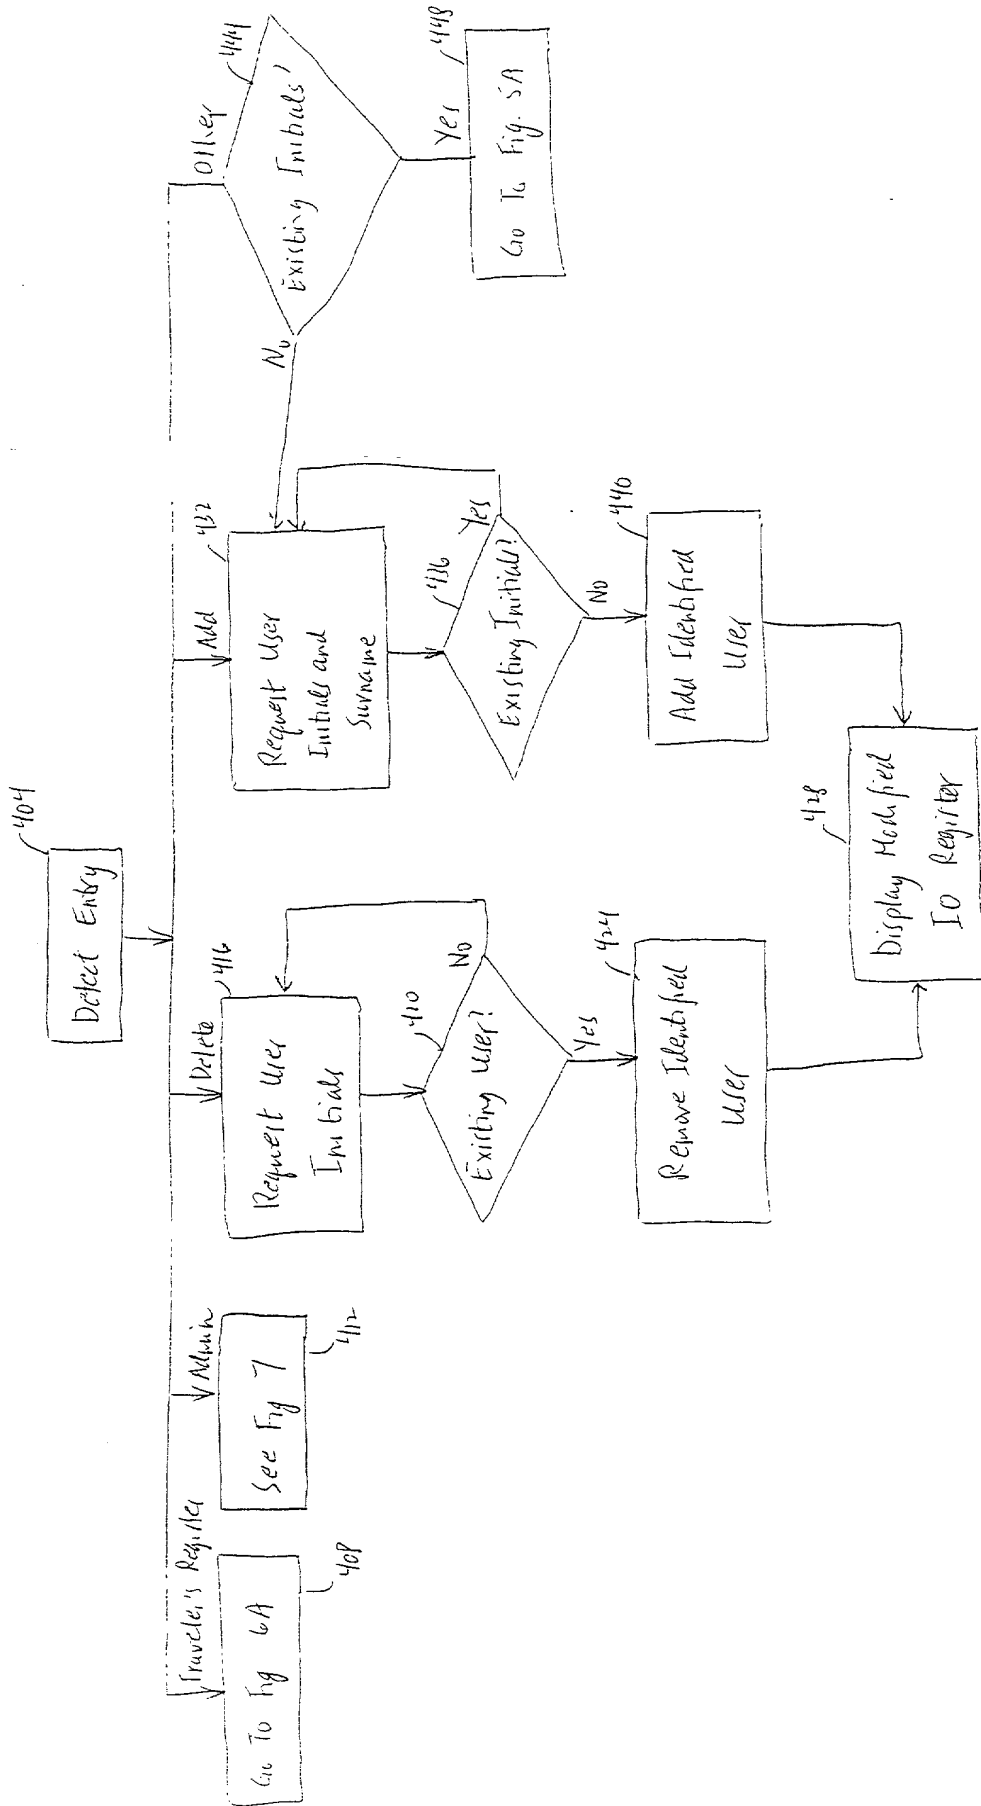 Detect Entry
404
Traveler's Register
Go To Fig 6A
408
Admin
See Fig 7
412
Delete
416
Request User
Initials
410
Existing User?
No
Yes
424
Remove Identified
User
Add
432
Request User
Initials and
Surname
436
Existing Initials?
Yes
No
440
Add Identified
User
428
Display Modified
ID Register
Other
444
Existing Initials?
No
Yes
448
Go To Fig. 5A